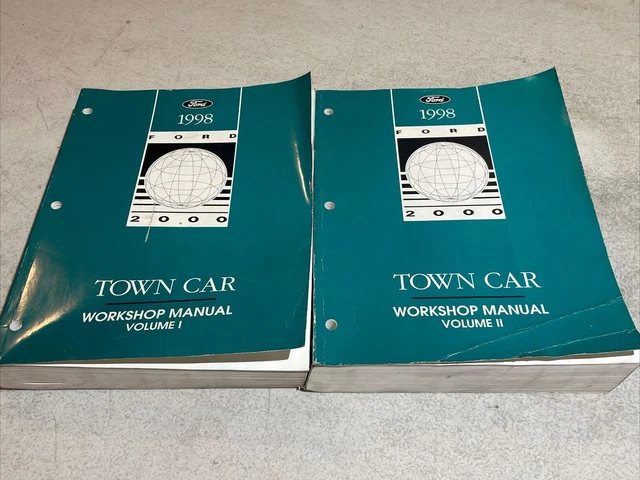 Ford
1998
FORD
2000
TOWN CAR
WORKSHOP MANUAL
VOLUME I
Ford
1998
FORD
2000
TOWN CAR
WORKSHOP MANUAL
VOLUME II